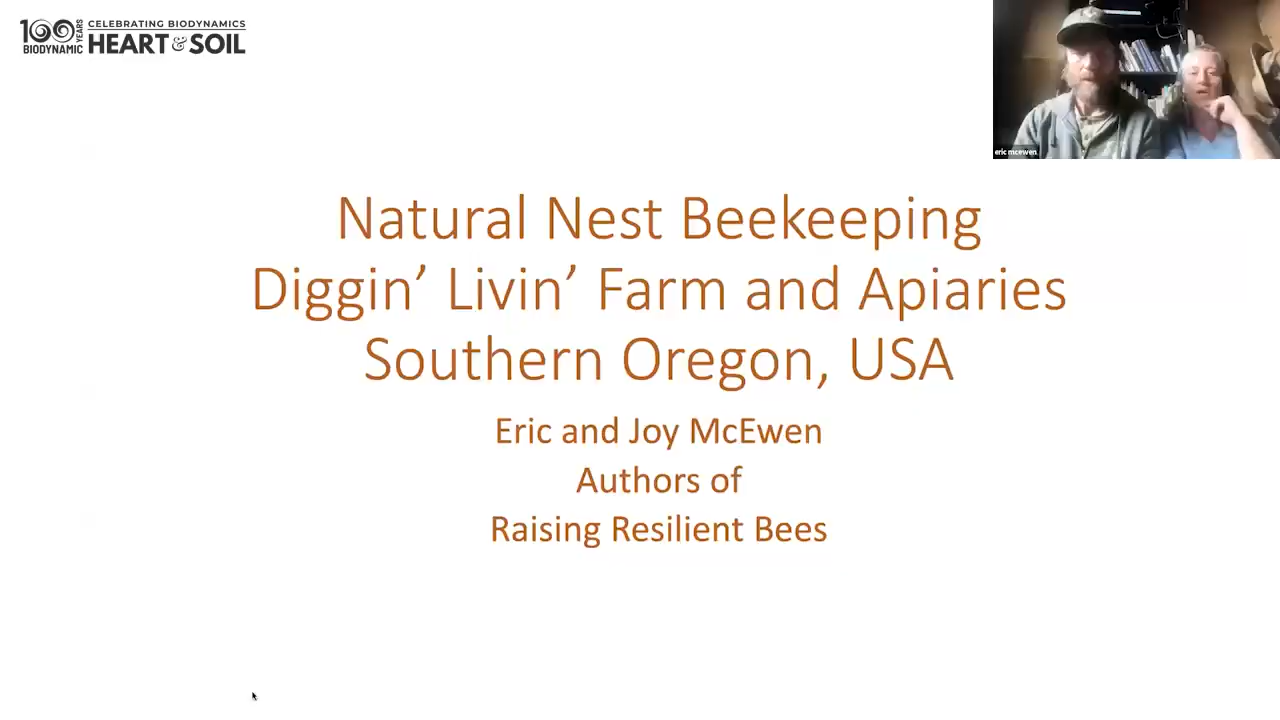 100 YEARS
BIODYNAMIC
CELEBRATING BIODYNAMICS
HEART & SOIL
eric mcewen
Natural Nest Beekeeping
Diggin’ Livin’ Farm and Apiaries
Southern Oregon, USA
Eric and Joy McEwen
Authors of
Raising Resilient Bees